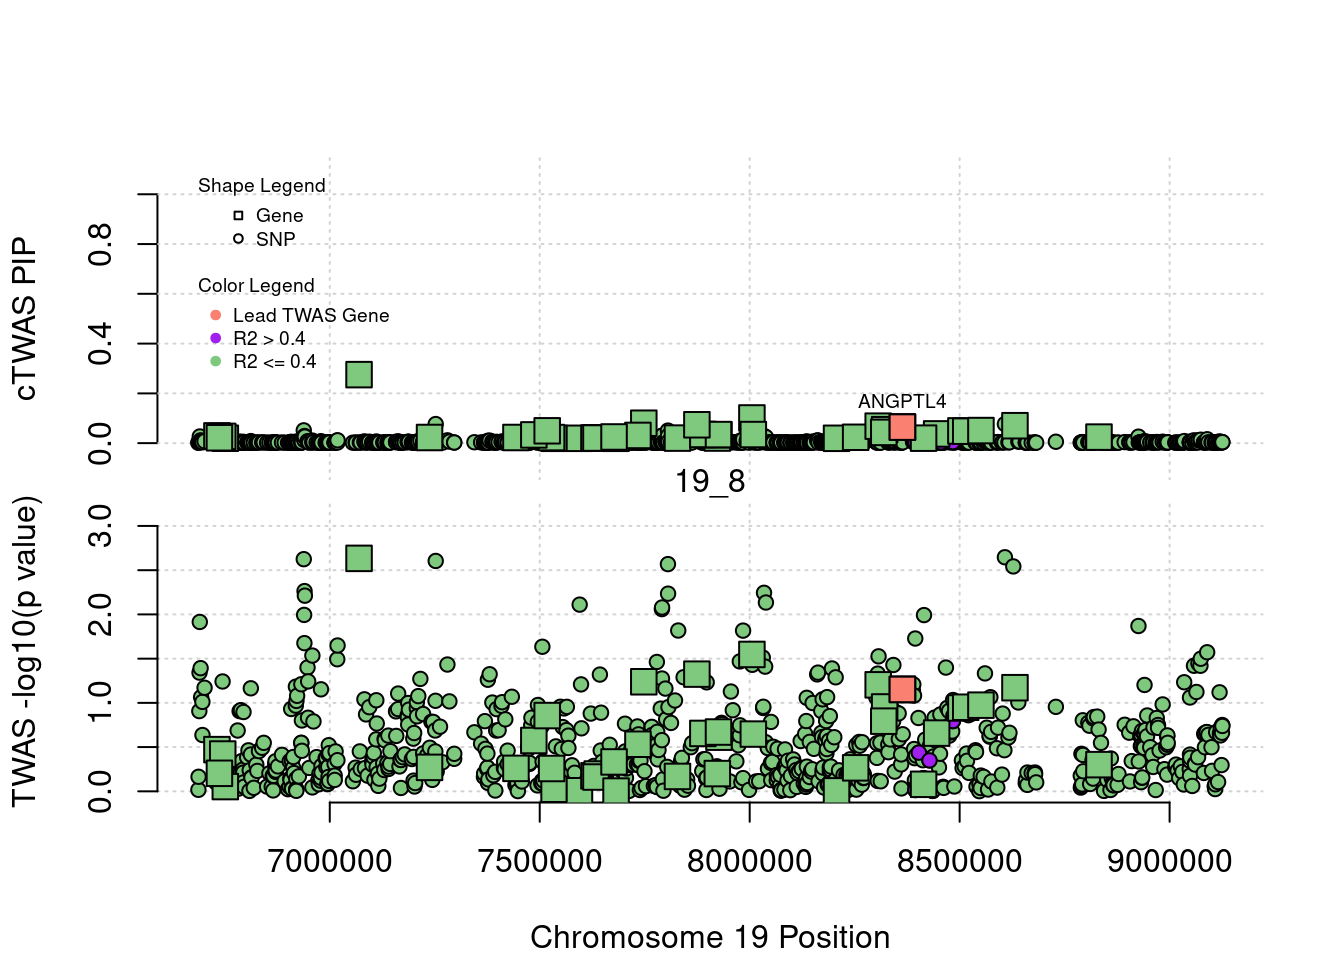 Shape Legend
Gene
SNP
Color Legend
Lead TWAS Gene
R2 > 0.4
R2 <= 0.4
cTWAS PIP
0.8
0.4
0.0
ANGPTL4
19_8
TWAS -log10(p value)
3.0
2.0
1.0
0.0
7000000 7500000 8000000 8500000 9000000
Chromosome 19 Position